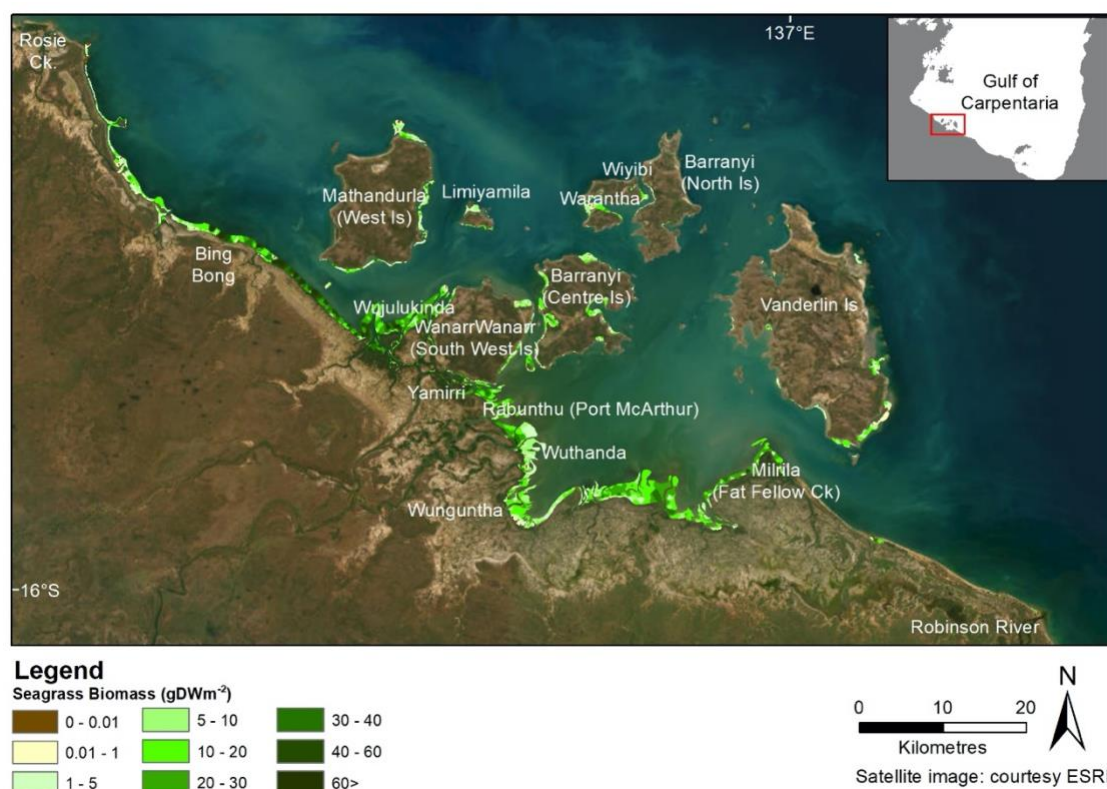 Rosie
Ck.
137°E
Gulf of
Carpentaria
Mathandurla
(West Is)
Limiyamila
Wiyibi
Warantha
Barranyi
(North Is)
Bing
Bong
Barranyi
(Centre Is)
Vanderlin Is
Wujulukinda
WanarrWanarr
(South West Is)
Yamirri
Rabunthu (Port McArthur)
Wuthanda
Milrila
(Fat Fellow Ck)
Wunguntha
16°S
Robinson River
Legend
Seagrass Biomass (gDWm-2)
0 - 0.01
0.01 - 1
1 - 5
5 - 10
10 - 20
20 - 30
30 - 40
40 - 60
60>
N
0 10 20
Kilometres
Satellite image: courtesy ESRI